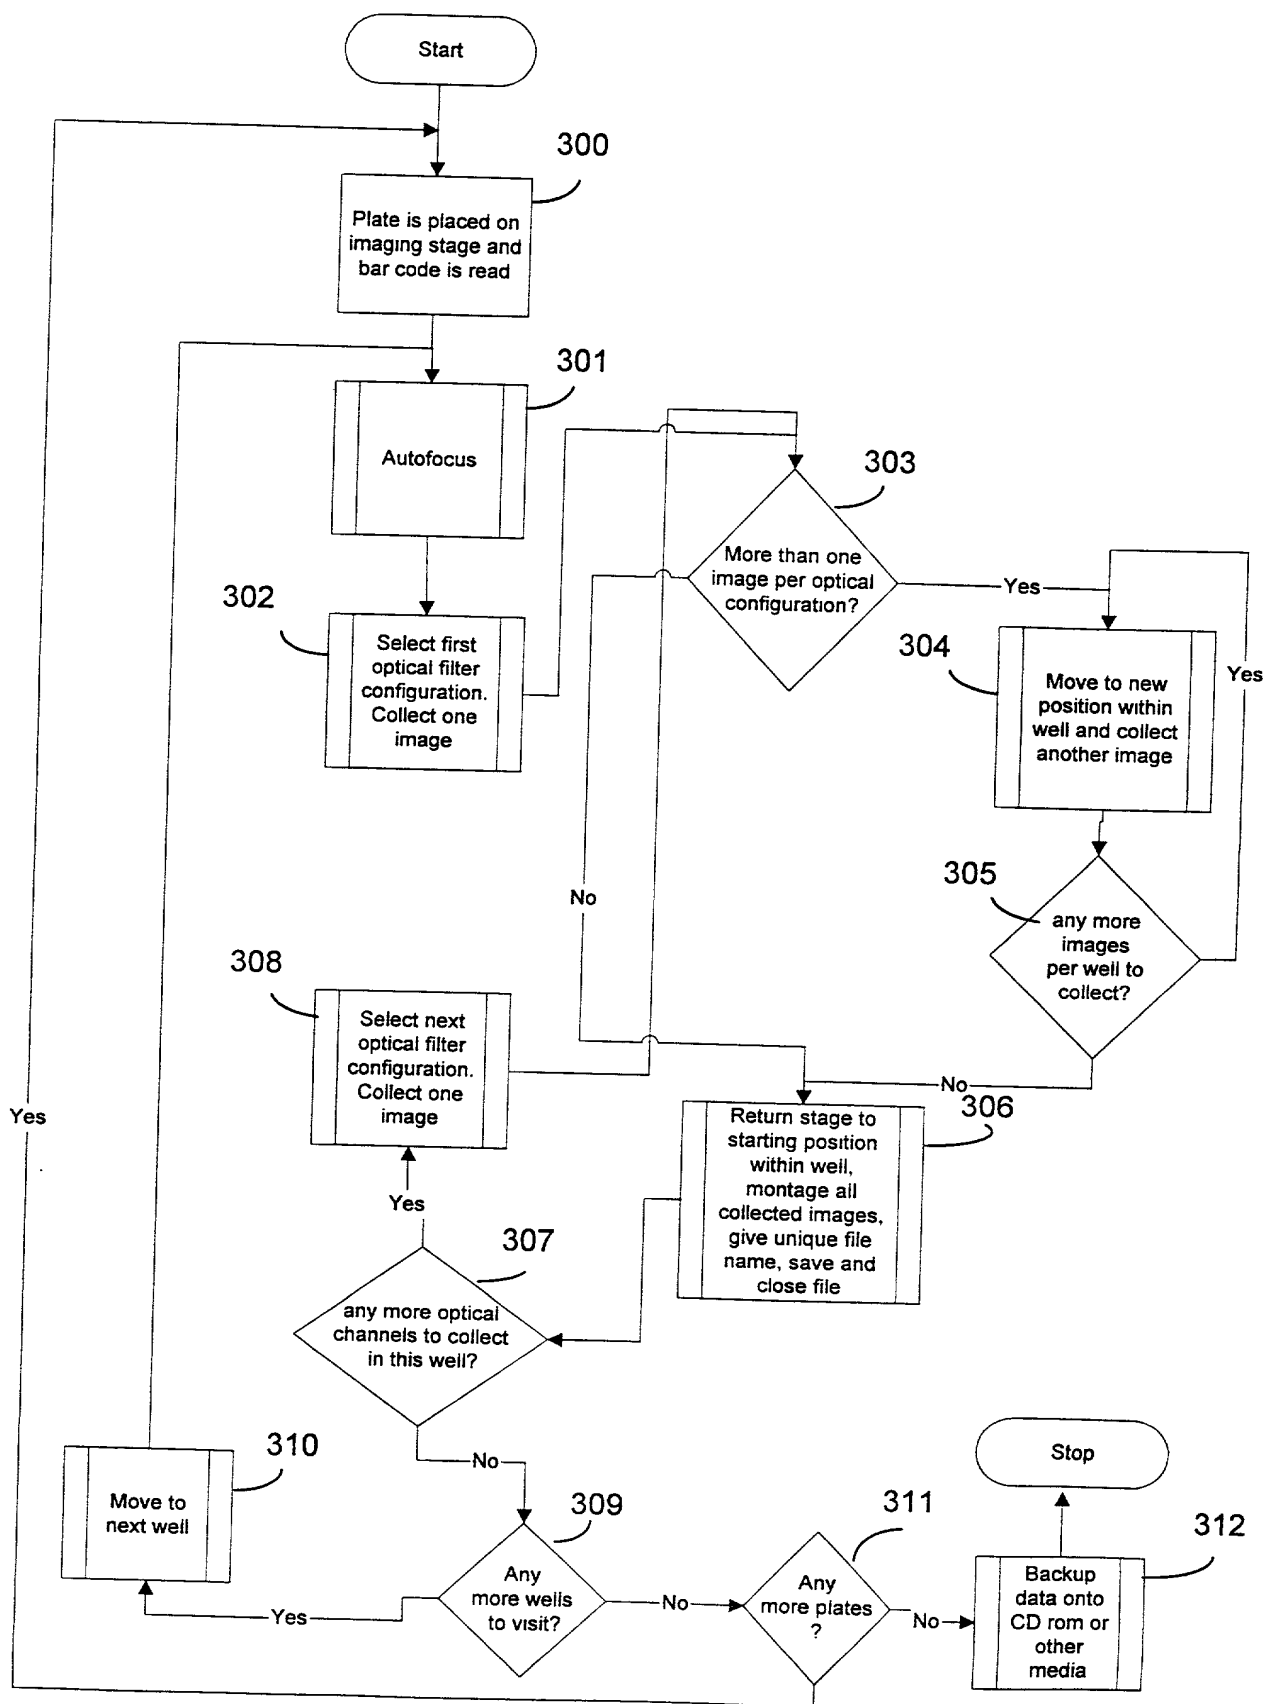 Start
300
Plate is placed on
imaging stage and
bar code is read
301
Autofocus
302
Select first
optical filter
configuration.
Collect one
image
303
More than one
image per optical
configuration?
Yes
No
304
Move to new
position within
well and collect
another image
Yes
305
any more
images
per well to
collect?
No
306
Return stage to
starting position
within well,
montage all
collected images,
give unique file
name, save and
close file
308
Select next
optical filter
configuration.
Collect one
image
Yes
307
any more optical
channels to collect
in this well?
No
310
Move to
next well
309
Any
more wells
to visit?
Yes
No
311
Any
more plates
?
Yes
No
312
Backup
data onto
CD rom or
other
media
Stop